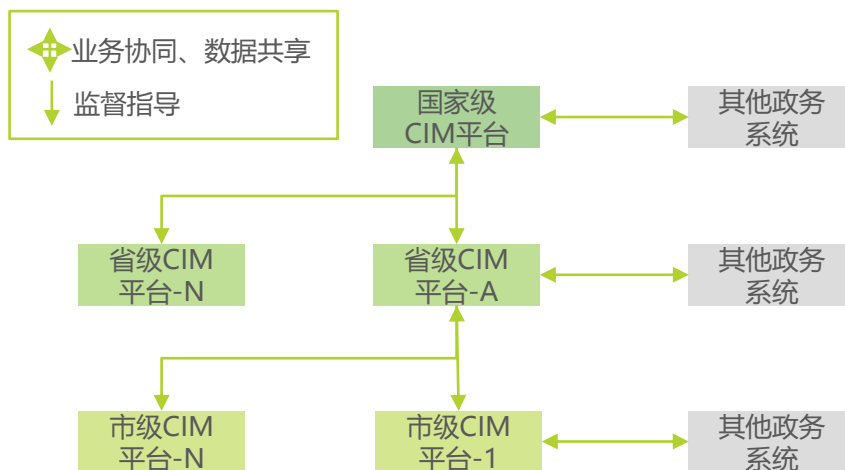 业务协同、数据共享
监督指导
国家级
CIM平台
其他政务
系统
省级CIM
平台-N
省级CIM
平台-A
其他政务
系统
市级CIM
平台-N
市级CIM
平台-1
其他政务
系统